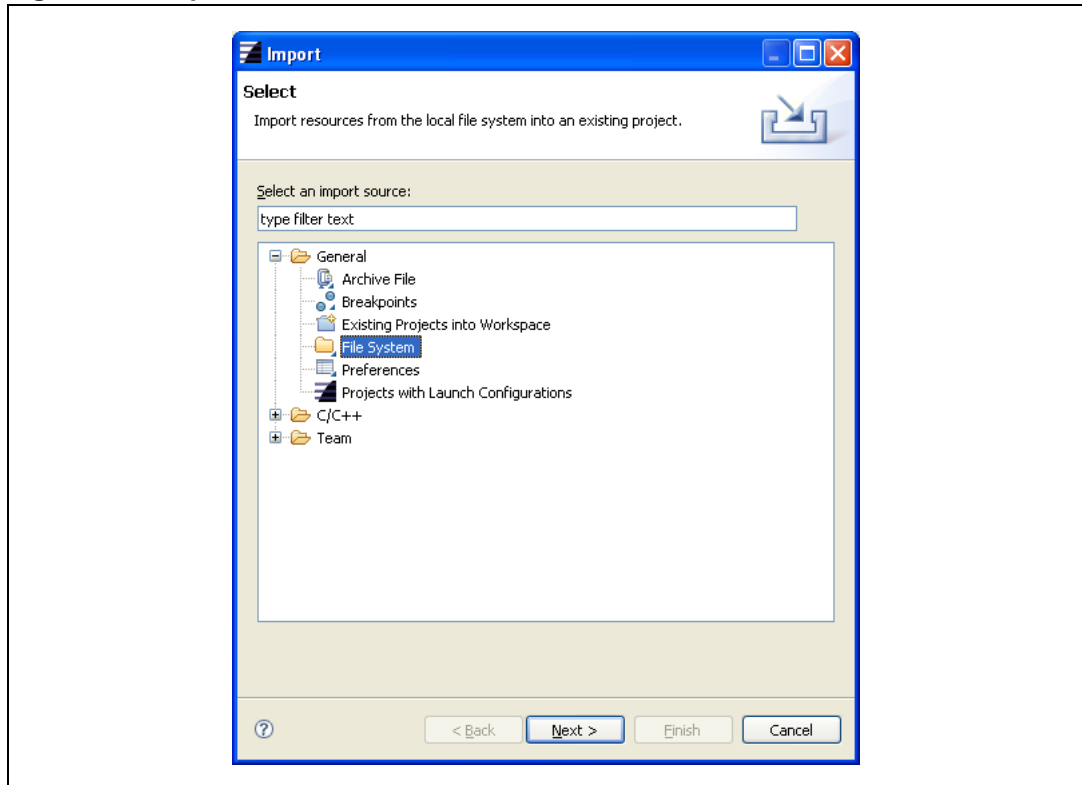 Import
Select
Import resources from the local file system into an existing project.
Select an import source:
type filter text
General
Archive File
Breakpoints
Existing Projects into Workspace
File System
Preferences
Projects with Launch Configurations
C/C++
Team
< Back Next > Finish Cancel